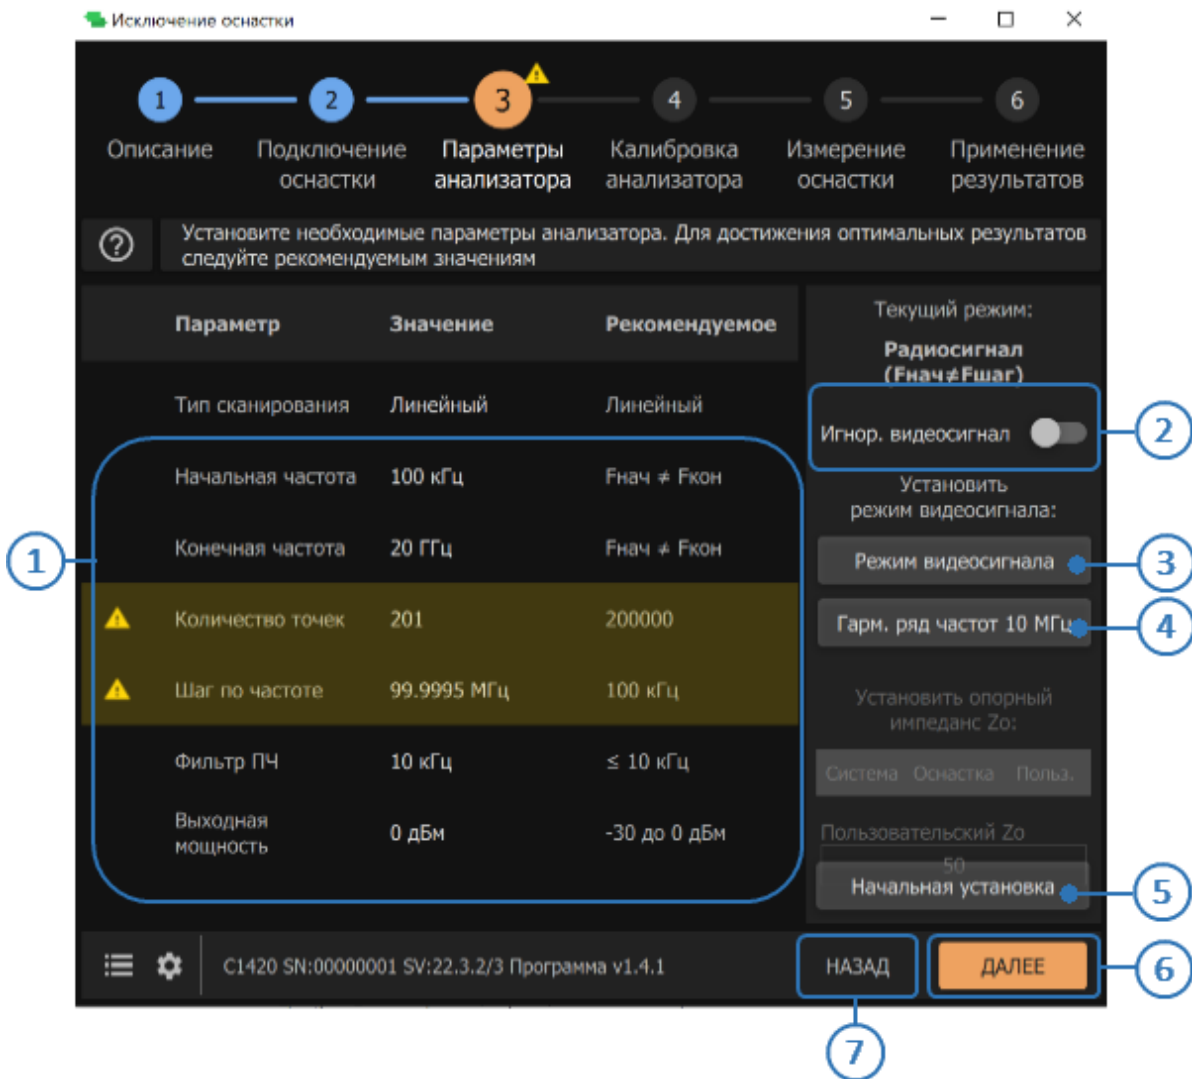 Исключение оснастки
1 2 3 4 5 6
Описание Подключение Параметры Калибровка Измерение Применение
оснастки анализатора анализатора оснастки результатов
Установите необходимые параметры анализатора. Для достижения оптимальных результатов
следуйте рекомендуемым значениям
Параметр Значение Рекомендуемое
Тип сканирования Линейный Линейный
Начальная частота 100 кГц Fнач ≠ Fкон
Конечная частота 20 ГГц Fнач ≠ Fкон
Количество точек 201 200000
Шаг по частоте 99.9995 МГц 100 кГц
Фильтр ПЧ 10 кГц ≤ 10 кГц
Выходная
мощность 0 дБм -30 до 0 дБм
1
Текущий режим:
Радиосигнал
(Fнач≠Fшаг)
Игнор. видеосигнал
2
Установить
режим видеосигнала:
Режим видеосигнала
3
Гарм. ряд частот 10 МГц
4
Установить опорный
импеданс Zо:
Система Оснастка Польз.
Пользовательский Zо
50
Начальная установка
5
C1420 SN:00000001 SV:22.3.2/3 Программа v1.4.1
НАЗАД
ДАЛЕЕ
6
7